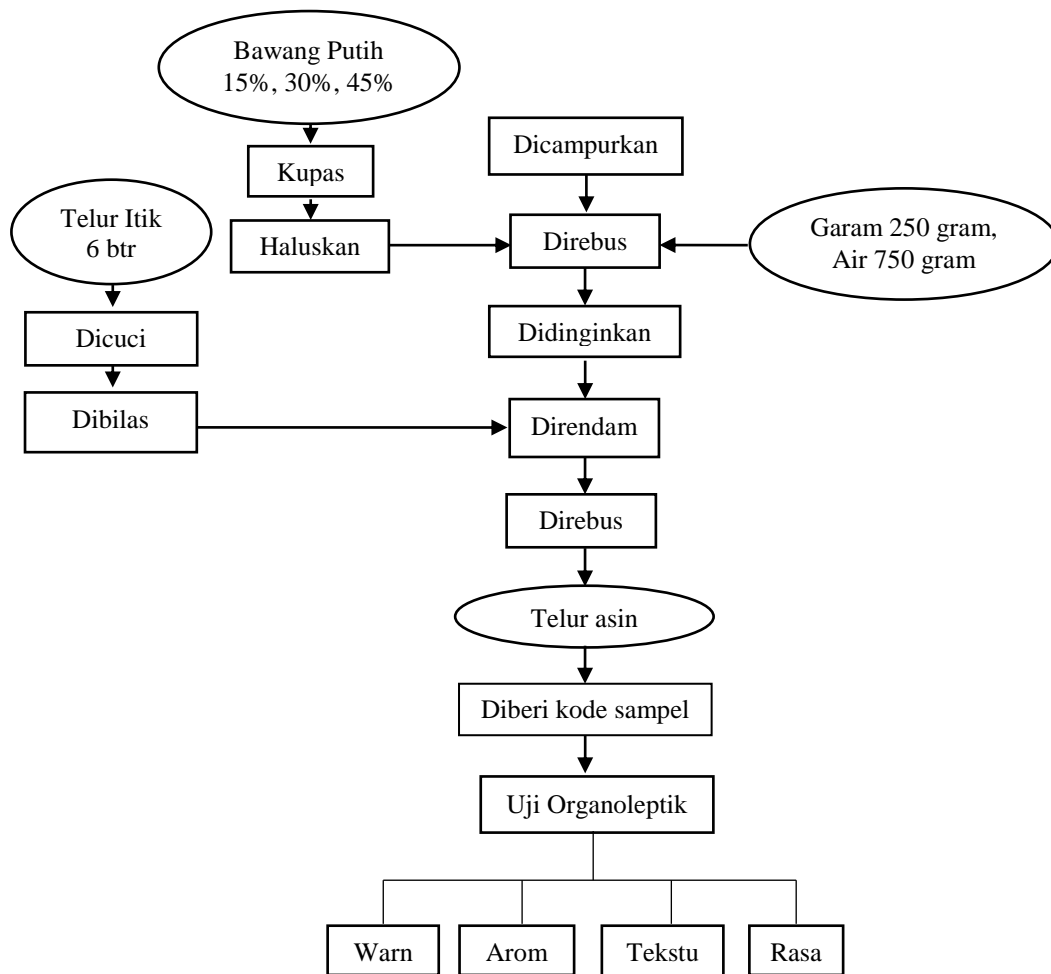 Bawang Putih
15%, 30%, 45%
Dicampurkan
Kupas
Telur Itik
6 btr
Haluskan
Direbus
Garam 250 gram,
Air 750 gram
Dicuci
Didinginkan
Dibilas
Direndam
Direbus
Telur asin
Diberi kode sampel
Uji Organoleptik
Warn
Arom
Tekstu
Rasa